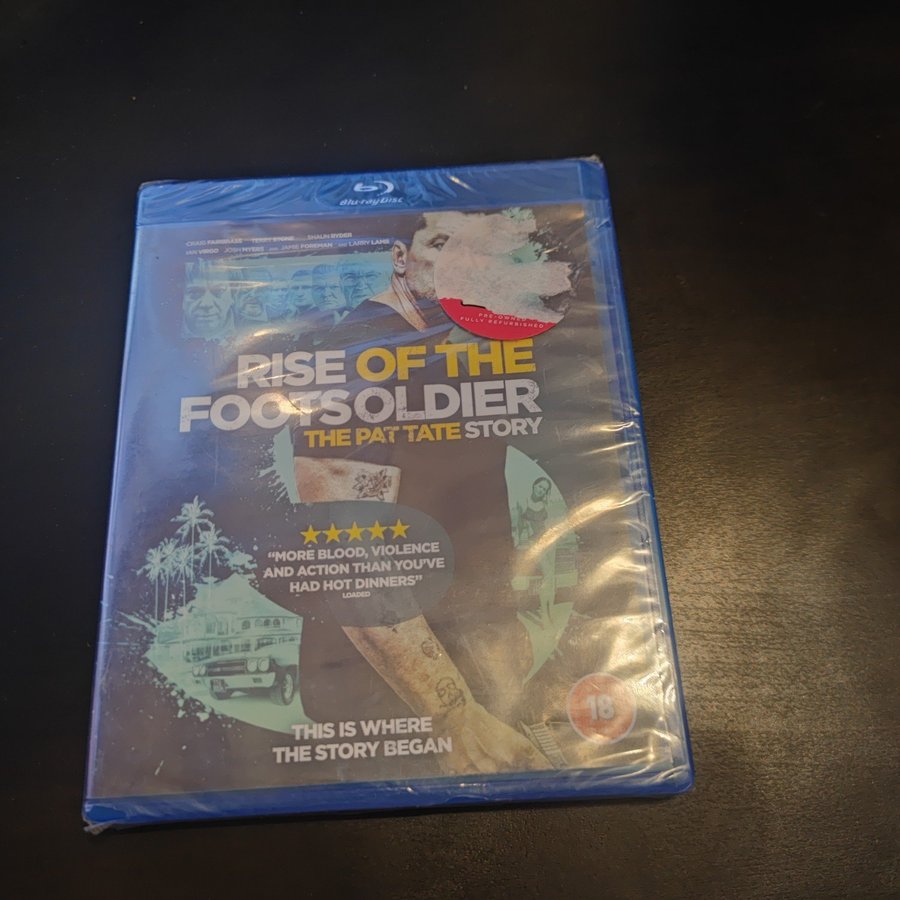 Blu-ray Disc
CRAIG FAIRBRASS TERRY STONE SHAUN RYDER
IAN VIRGO JOSH MYERS AND JAMIE FOREMAN AND LARRY LAMB
PRE-OWNED
FULLY REFURBISHED
RISE OF THE
FOOTSOLDIER
THE PAT TATE STORY
“MORE BLOOD, VIOLENCE
AND ACTION THAN YOU’VE
HAD HOT DINNERS”
LOADED
18
THIS IS WHERE
THE STORY BEGAN